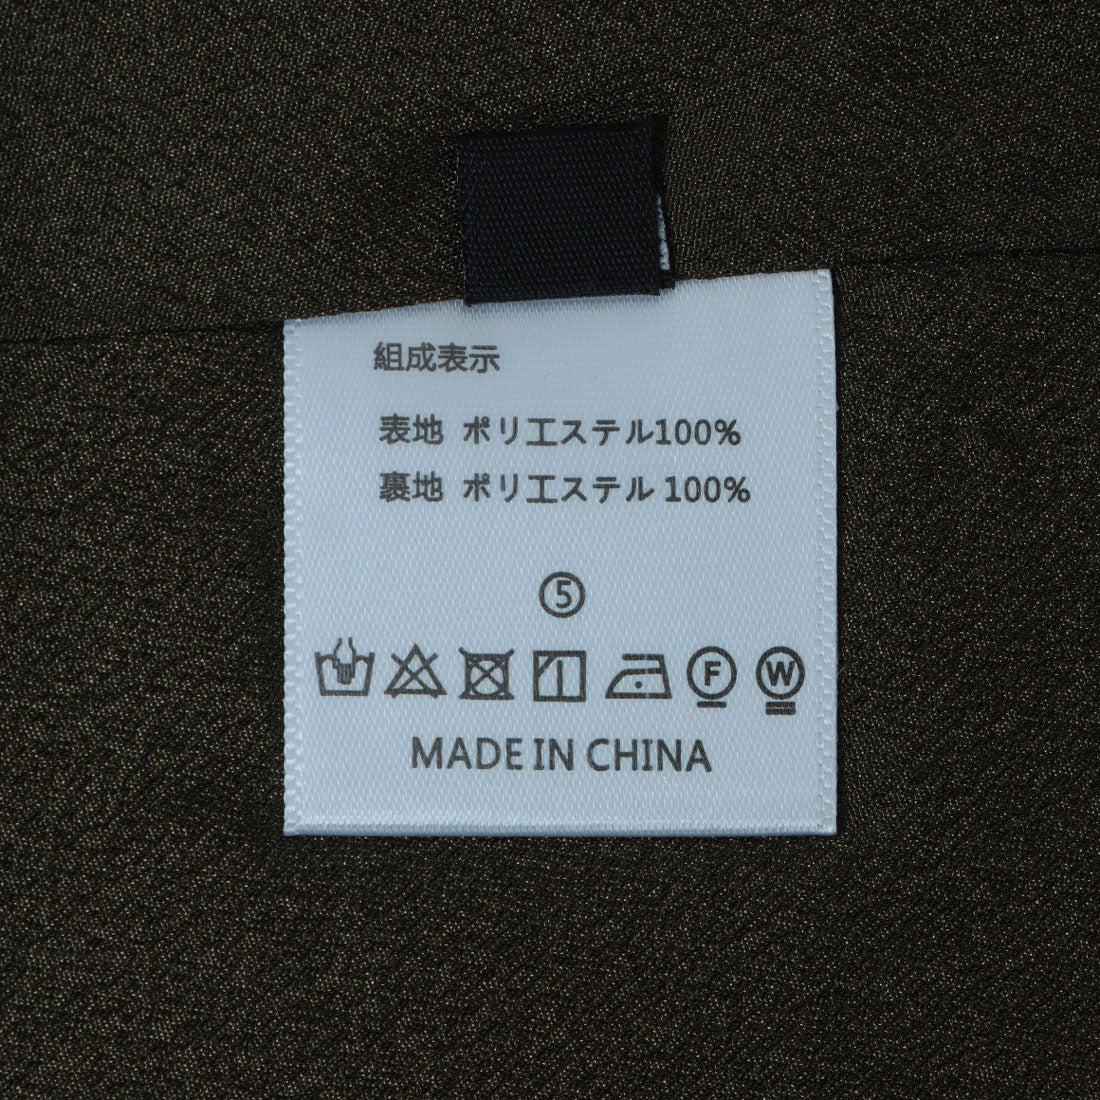 組成表示
表地 ポリエステル100%
裏地 ポリエステル 100%
⑤
F W
MADE IN CHINA